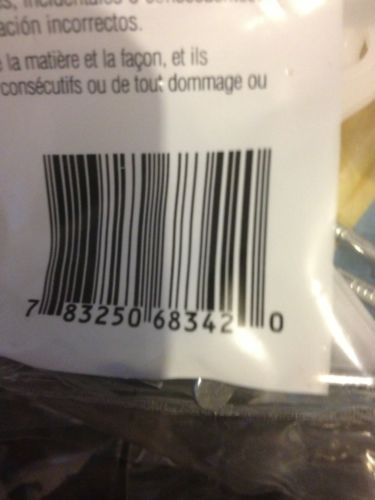 ación incorrectos.
la matière et la façon, et ils
consécutifs ou de tout dommage ou
7 83250 68342 0